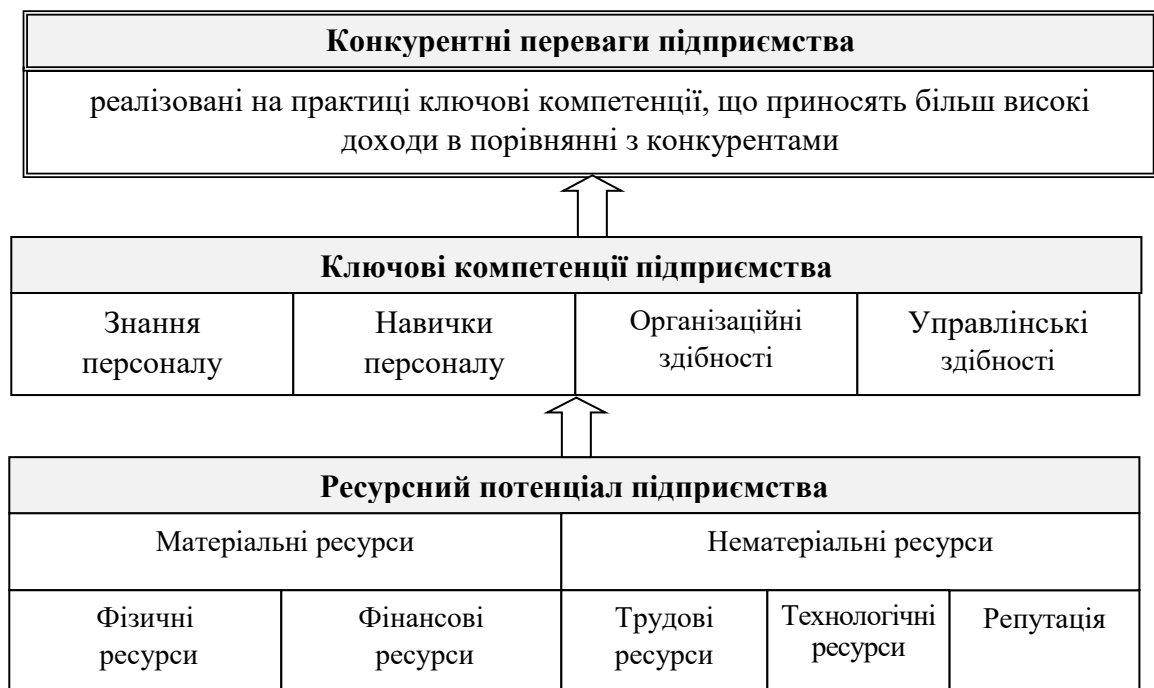 Конкурентні переваги підприємства
реалізовані на практиці ключові компетенції, що приносять більш високі
доходи в порівнянні з конкурентами
Ключові компетенції підприємства
Знання
персоналу
Навички
персоналу
Організаційні
здібності
Управлінські
здібності
Ресурсний потенціал підприємства
Матеріальні ресурси
Нематеріальні ресурси
Фізичні
ресурси
Фінансові
ресурси
Трудові
ресурси
Технологічні
ресурси
Репутація